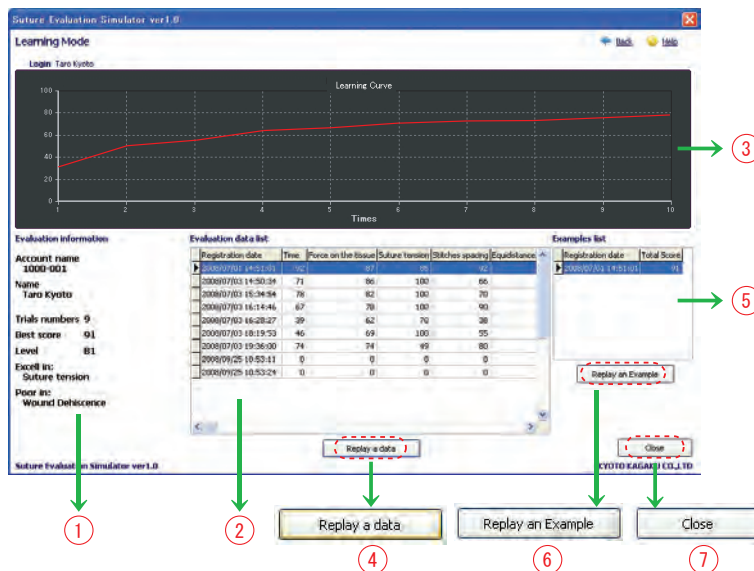 Suture Evaluation Simulator ver1.0
Learning Mode
Back Help
Login Taro Kyoto
Learning Curve
100
80
60
40
20
0
1 2 3 4 5 6 7 8 9 10
Times
③
Evaluation information
Account name
1000-001
Name
Taro Kyoto
Trials numbers 9
Best score 91
Level B1
Excell in:
Suture tension
Poor in:
Wound Dehiscence
Evaluation data list
Registration date Time Force on the tissue Suture tension Stitches spacing Equidistance
2008/07/01 14:51:01 92 87 95 92
2008/07/03 14:50:34 71 86 100 66
2008/07/03 15:34:54 78 82 100 70
2008/07/03 16:14:46 67 78 100 90
2008/07/03 16:28:27 39 62 70 38
2008/07/03 18:19:53 46 69 100 55
2008/07/03 19:36:00 74 74 49 80
2008/09/25 10:53:11 0 0 0 0
2008/09/25 10:53:24 0 0 0 0
Replay a data
Examples list
Registration date Total Score
2008/07/01 14:51:01 91
⑤
Replay an Example
Close
Suture Evaluation Simulator ver1.0
KYOTO KAGAKU CO.,LTD
① ②
Replay a data
④
Replay an Example
⑥
Close
⑦